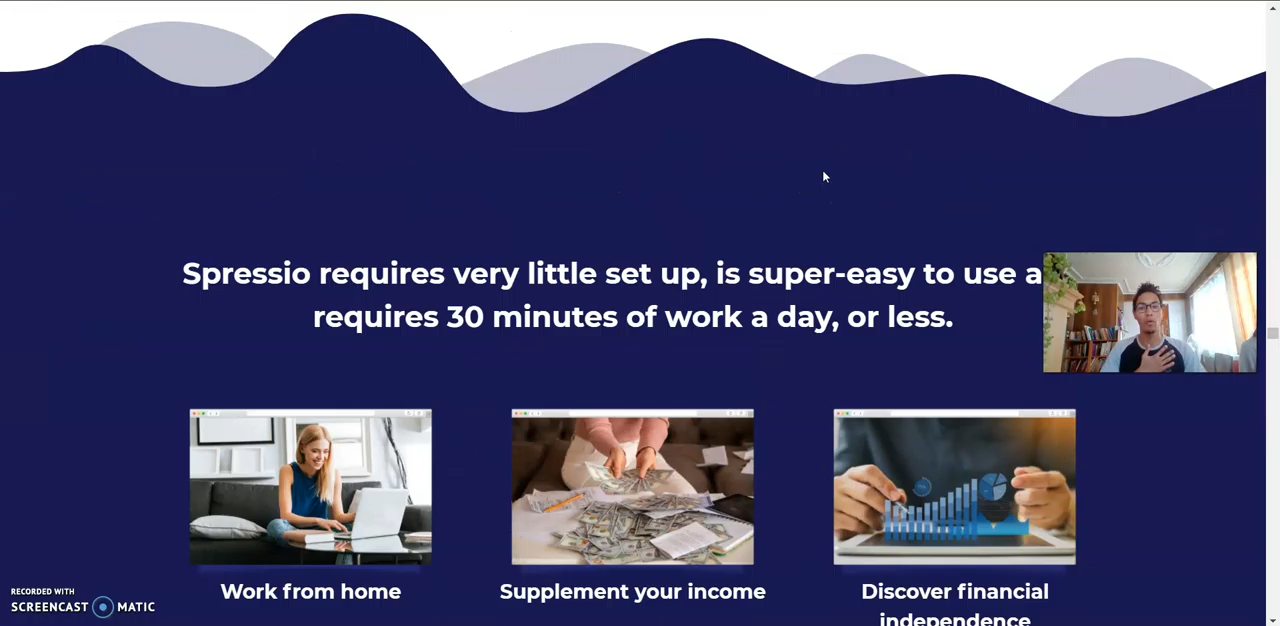 Spressio requires very little set up, is super-easy to use a
requires 30 minutes of work a day, or less.
Work from home
Supplement your income
Discover financial
independence
RECORDED WITH
SCREENCAST MATIC